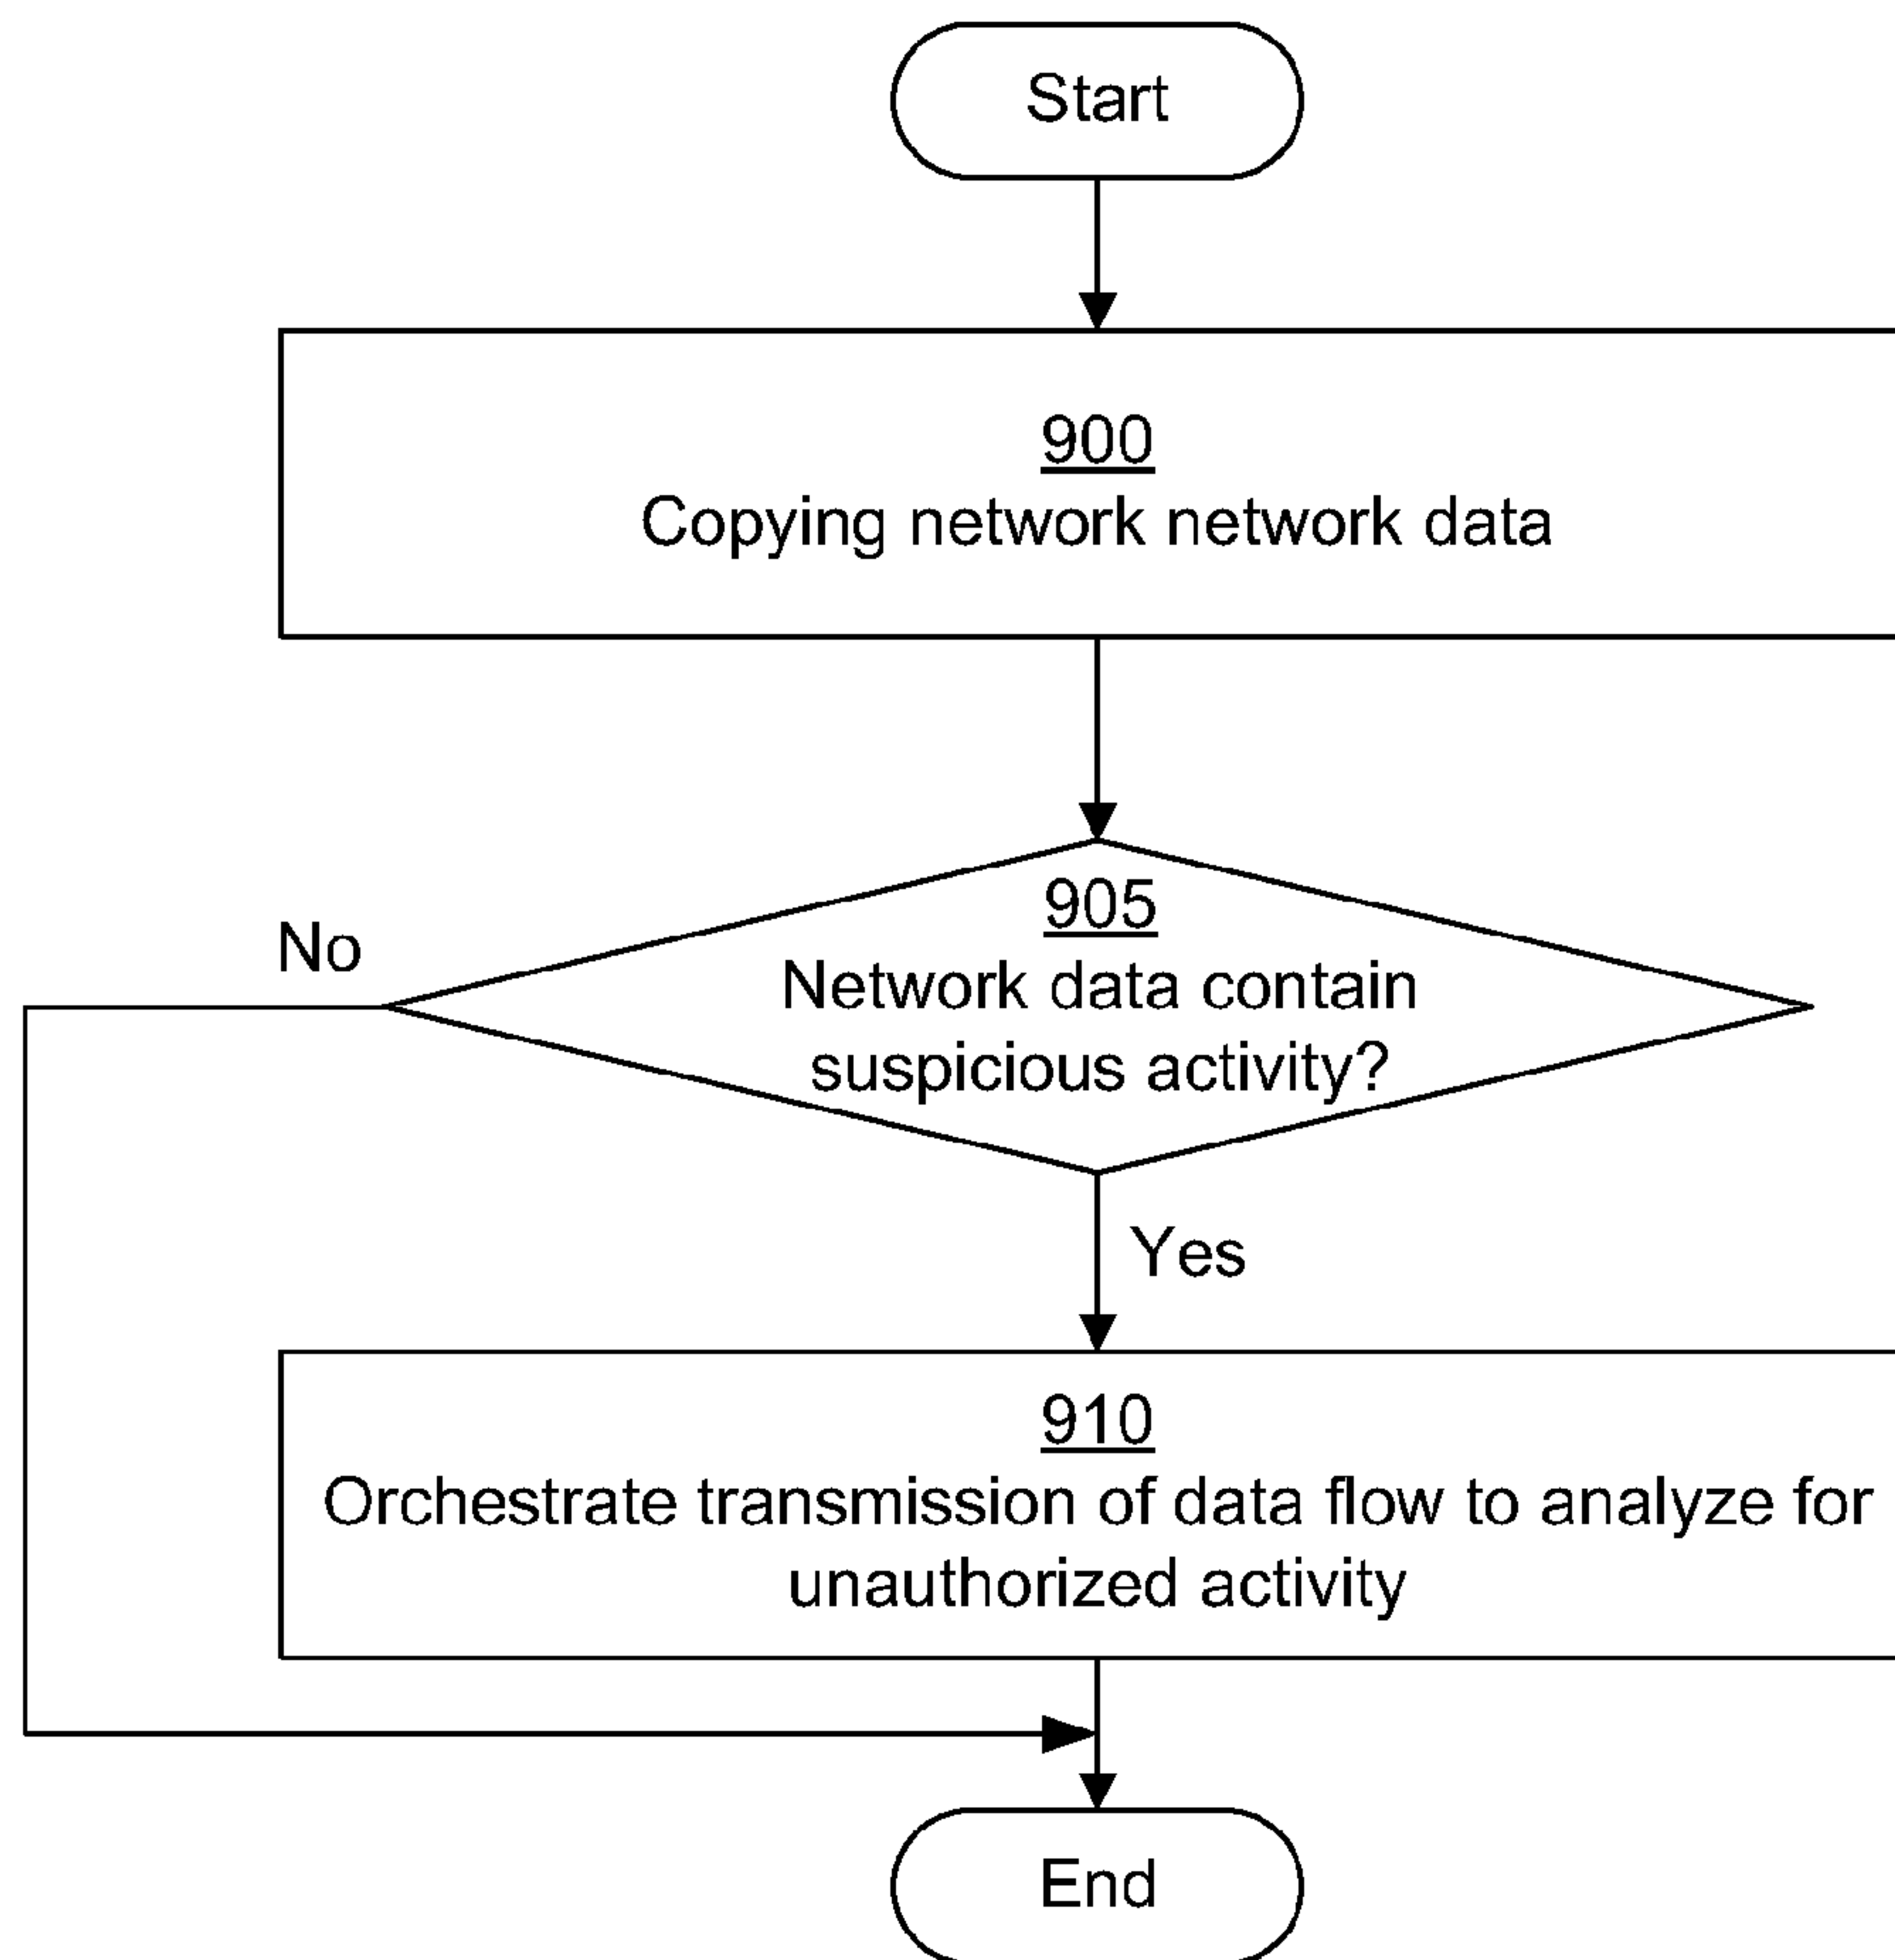 Start
900
Copying network network data
905
Network data contain
suspicious activity?
No
Yes
910
Orchestrate transmission of data flow to analyze for
unauthorized activity
End